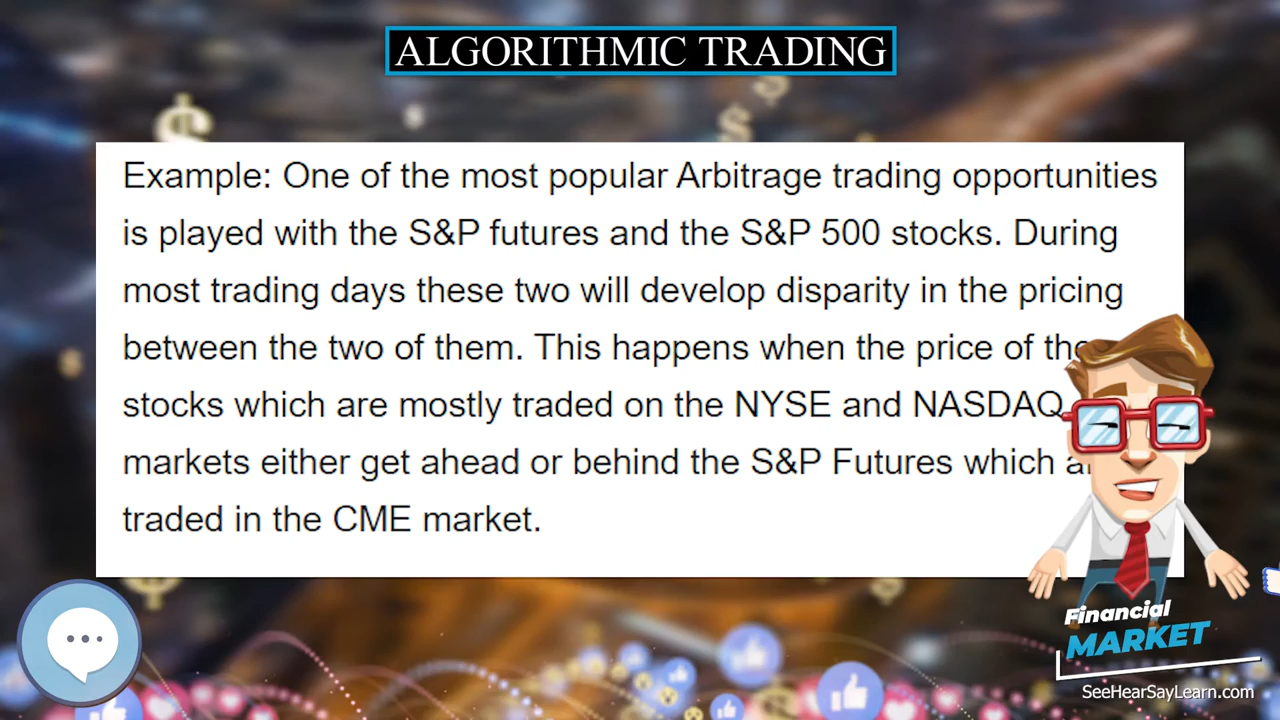 ALGORITHMIC TRADING
Example: One of the most popular Arbitrage trading opportunities
is played with the S&P futures and the S&P 500 stocks. During
most trading days these two will develop disparity in the pricing
between the two of them. This happens when the price of the
stocks which are mostly traded on the NYSE and NASDAQ
markets either get ahead or behind the S&P Futures which
traded in the CME market.
Financial
MARKET
SeeHearSayLearn.com